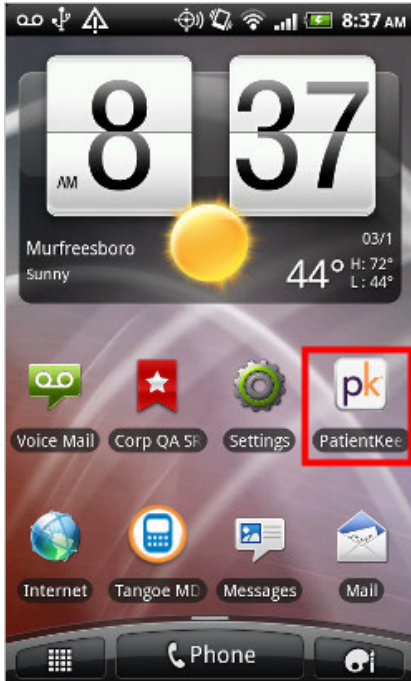 8:37 AM
8 37
AM
Murfreesboro
Sunny
03/1
44° H: 72°
L: 44°
pk
Voice Mail Corp QA SR Settings PatientKee
Internet Tangoe MD Messages Mail
Phone